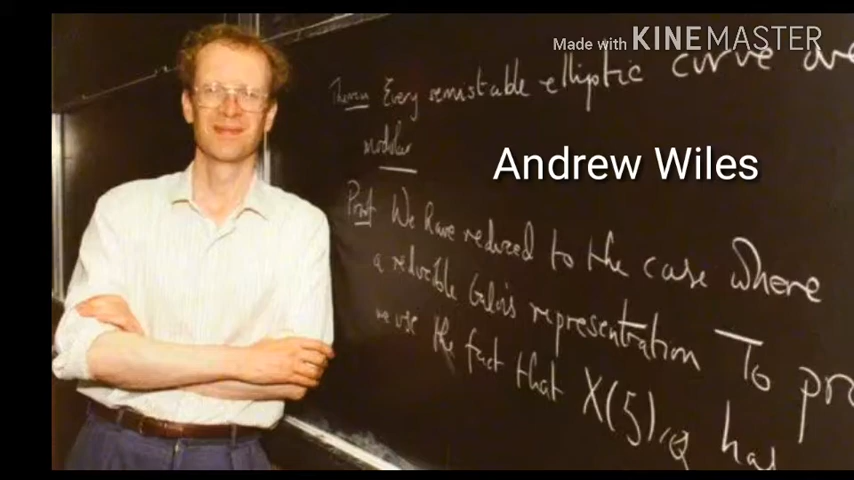 Made with KINEMASTER
Theorem Every semistable elliptic curve ove
modular
Andrew Wiles
Proof We have reduced to the case where
a reducible Galois representation To pro
we use the fact that X(5)/Q has